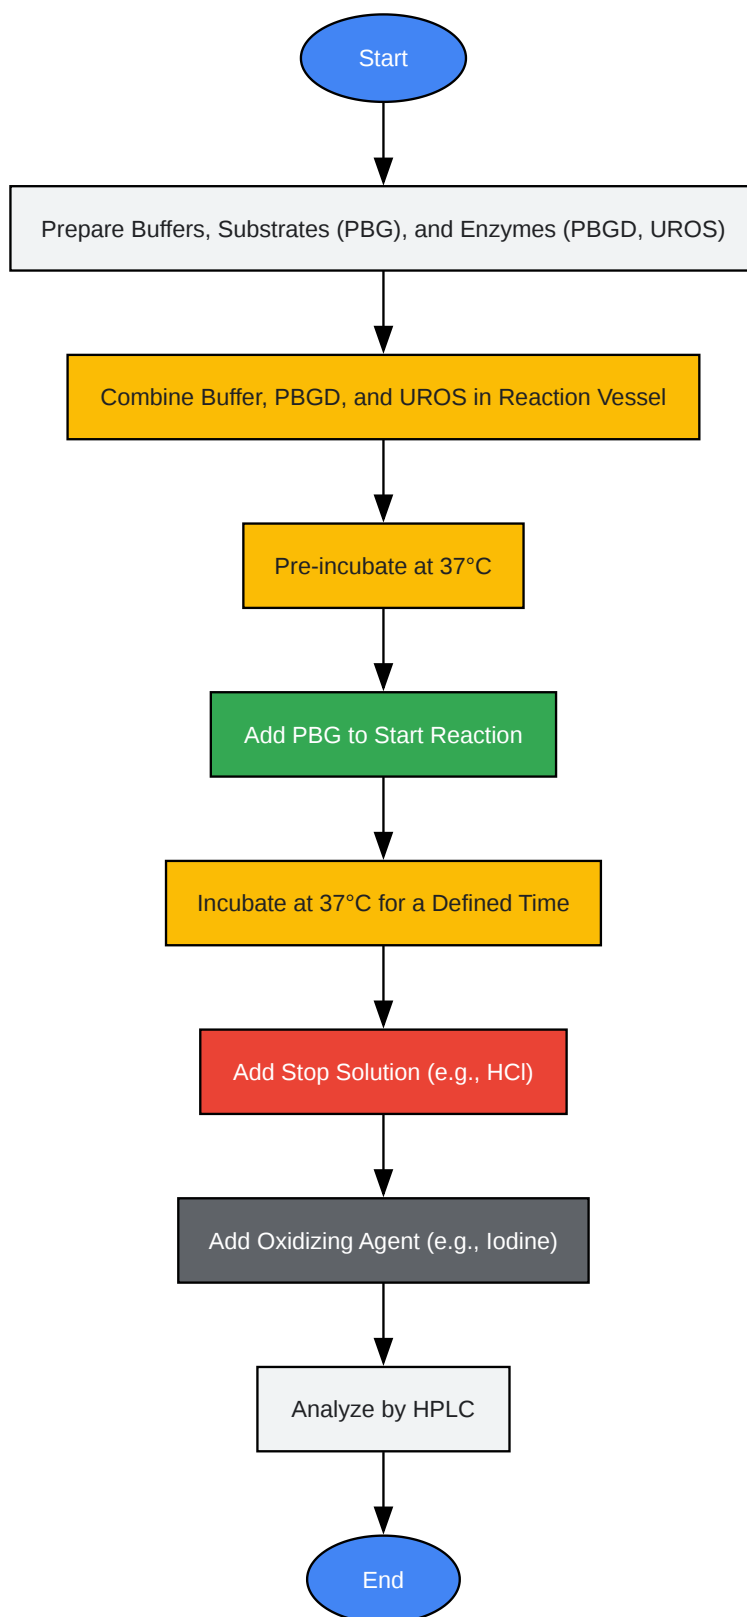 Start
Prepare Buffers, Substrates (PBG), and Enzymes (PBGD, UROS)
Combine Buffer, PBGD, and UROS in Reaction Vessel
Pre-incubate at 37°C
Add PBG to Start Reaction
Incubate at 37°C for a Defined Time
Add Stop Solution (e.g., HCl)
Add Oxidizing Agent (e.g., Iodine)
Analyze by HPLC
End